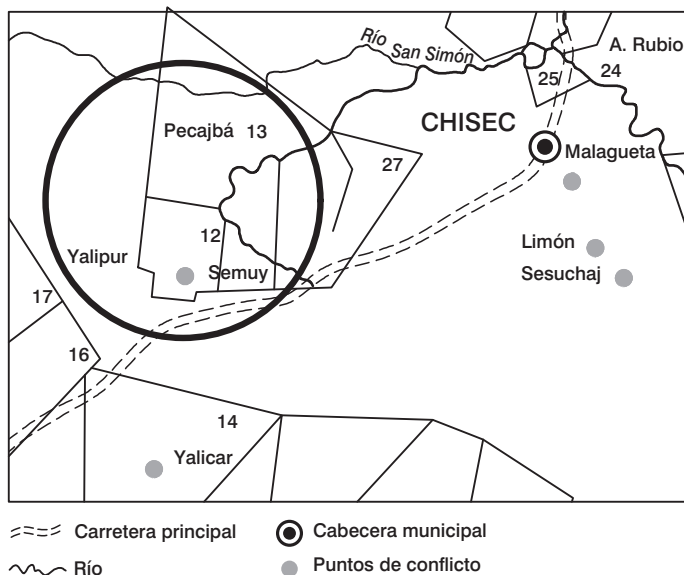 Río
San Simón
A. Rubio
24
25
Pecajbá 13
CHISEC
Malagueta
27
12
Limón
Yalipur
Semuy
Sesuchaj
17
16
14
Yalicar
Carretera principal
Cabecera municipal
Río
Puntos de conflicto